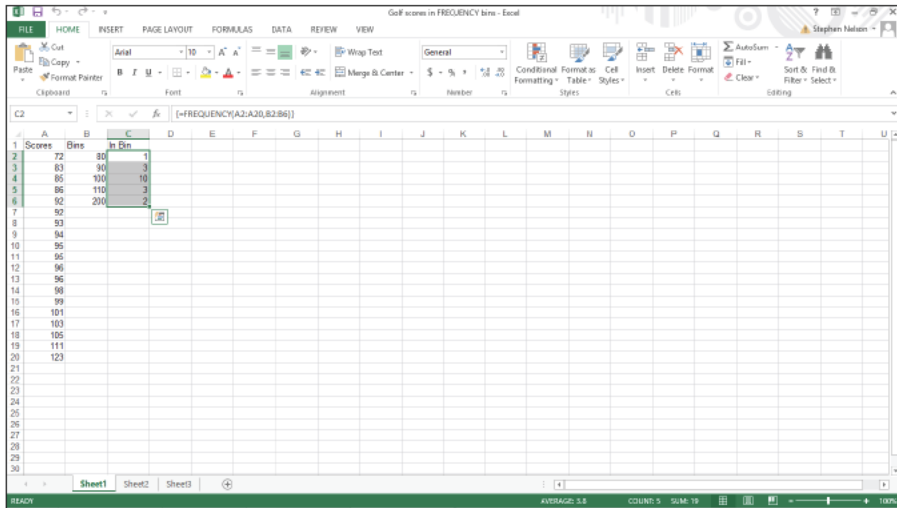 Golf scores in FREQUENCY bins - Excel
FILE HOME INSERT PAGE LAYOUT FORMULAS DATA REVIEW VIEW Stephen Nelson
Paste
Cut
Copy
Format Painter
Clipboard
Arial 10
B I U
Font
Wrap Text
Merge & Center
Alignment
General
$ - % ,
Number
Conditional Formatting
Format as Table
Cell Styles
Styles
Insert Delete Format
Cells
AutoSum
Fill
Clear
Sort & Filter
Find & Select
Editing
C2 fx {=FREQUENCY(A2:A20,B2:B6)}
A B C D E F G H I J K L M N O P Q R S T U
1 Scores Bins In Bin
2 72 80 1
3 83 90 3
4 85 100 10
5 86 110 3
6 92 200 2
7 92
8 93
9 94
10 95
11 95
12 96
13 96
14 98
15 99
16 101
17 103
18 105
19 111
20 123
21
22
23
24
25
26
27
28
29
30
Sheet1 Sheet2 Sheet3
READY AVERAGE: 3.8 COUNT: 5 SUM: 19 100%